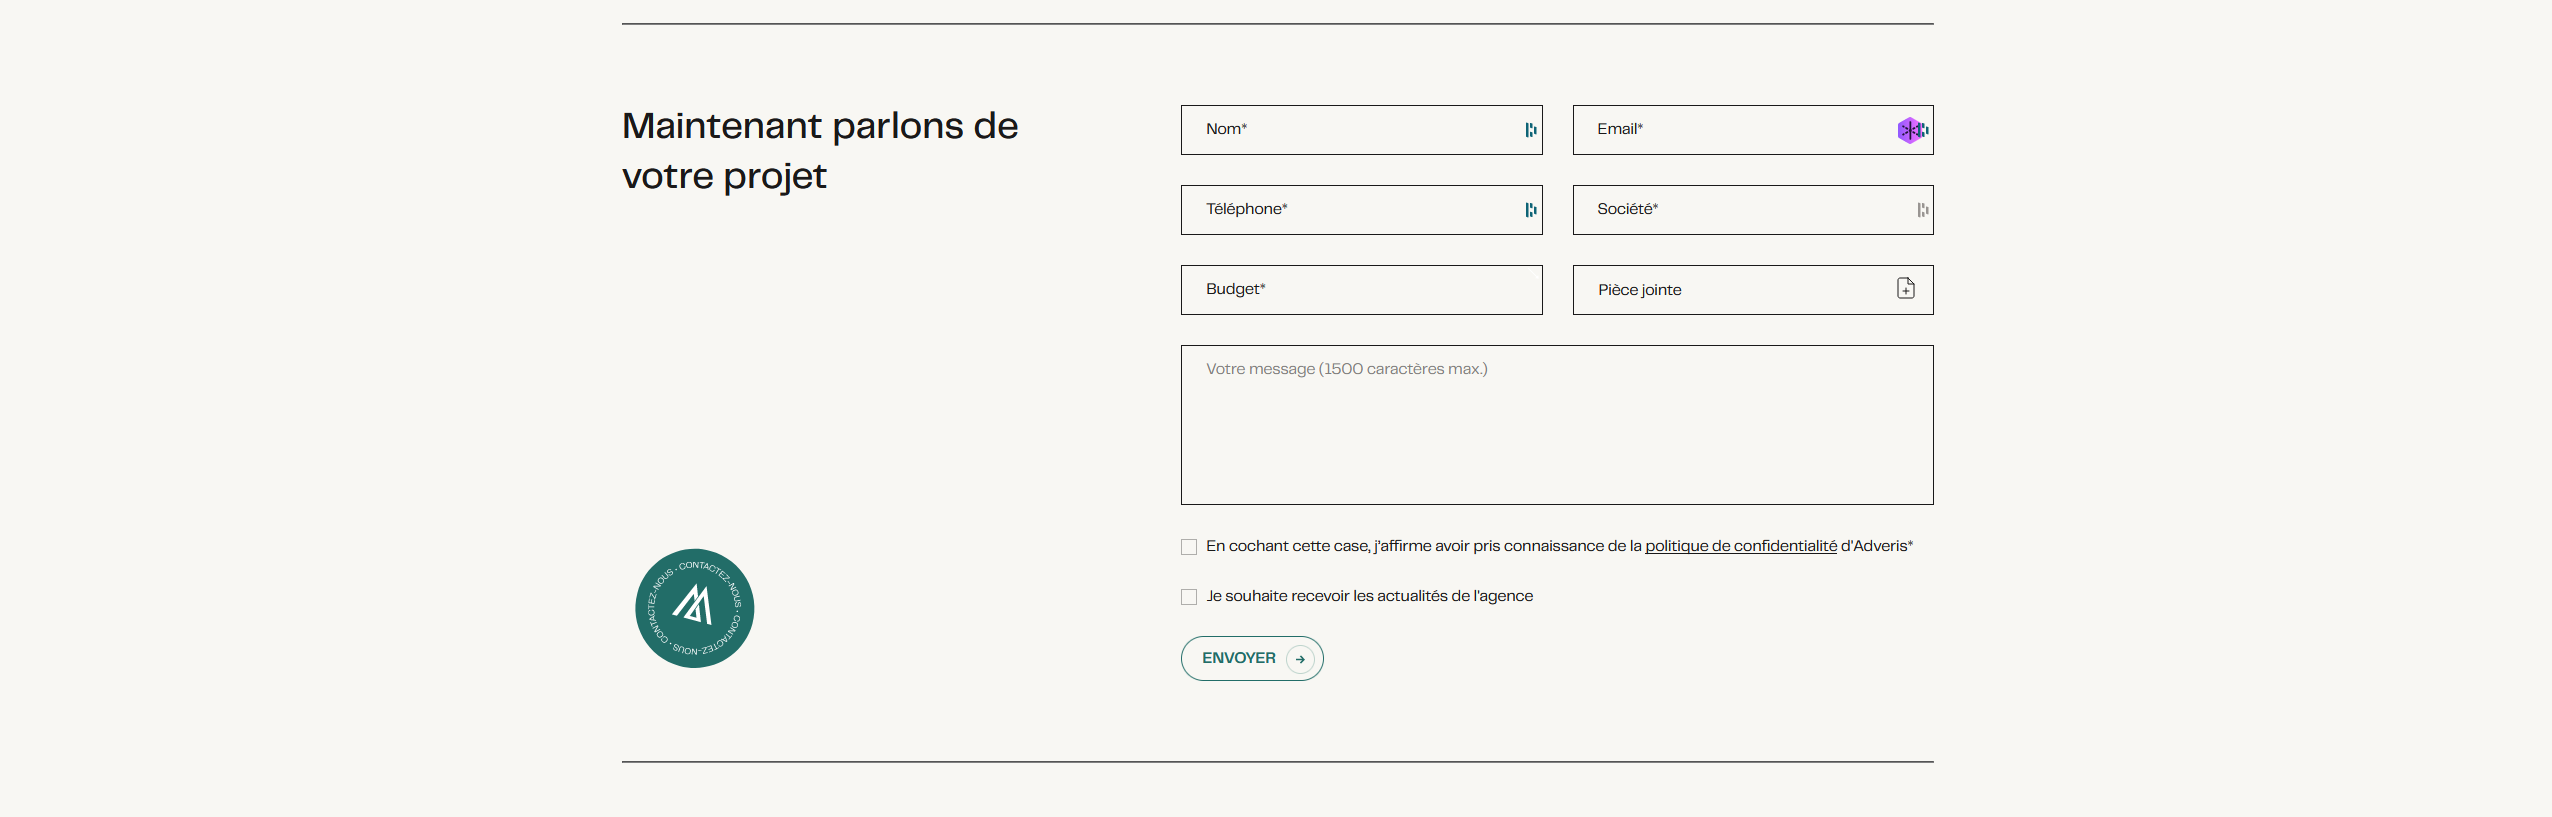 Maintenant parlons de
votre projet
Nom*
Email*
Téléphone*
Société*
Budget*
Pièce jointe
Votre message (1500 caractères max.)
En cochant cette case, j'affirme avoir pris connaissance de la politique de confidentialité d'Adveris*
Je souhaite recevoir les actualités de l'agence
ENVOYER
CONTACTEZ-NOUS • CONTACTEZ-NOUS • CONTACTEZ-NOUS • CONTACTEZ-NOUS •